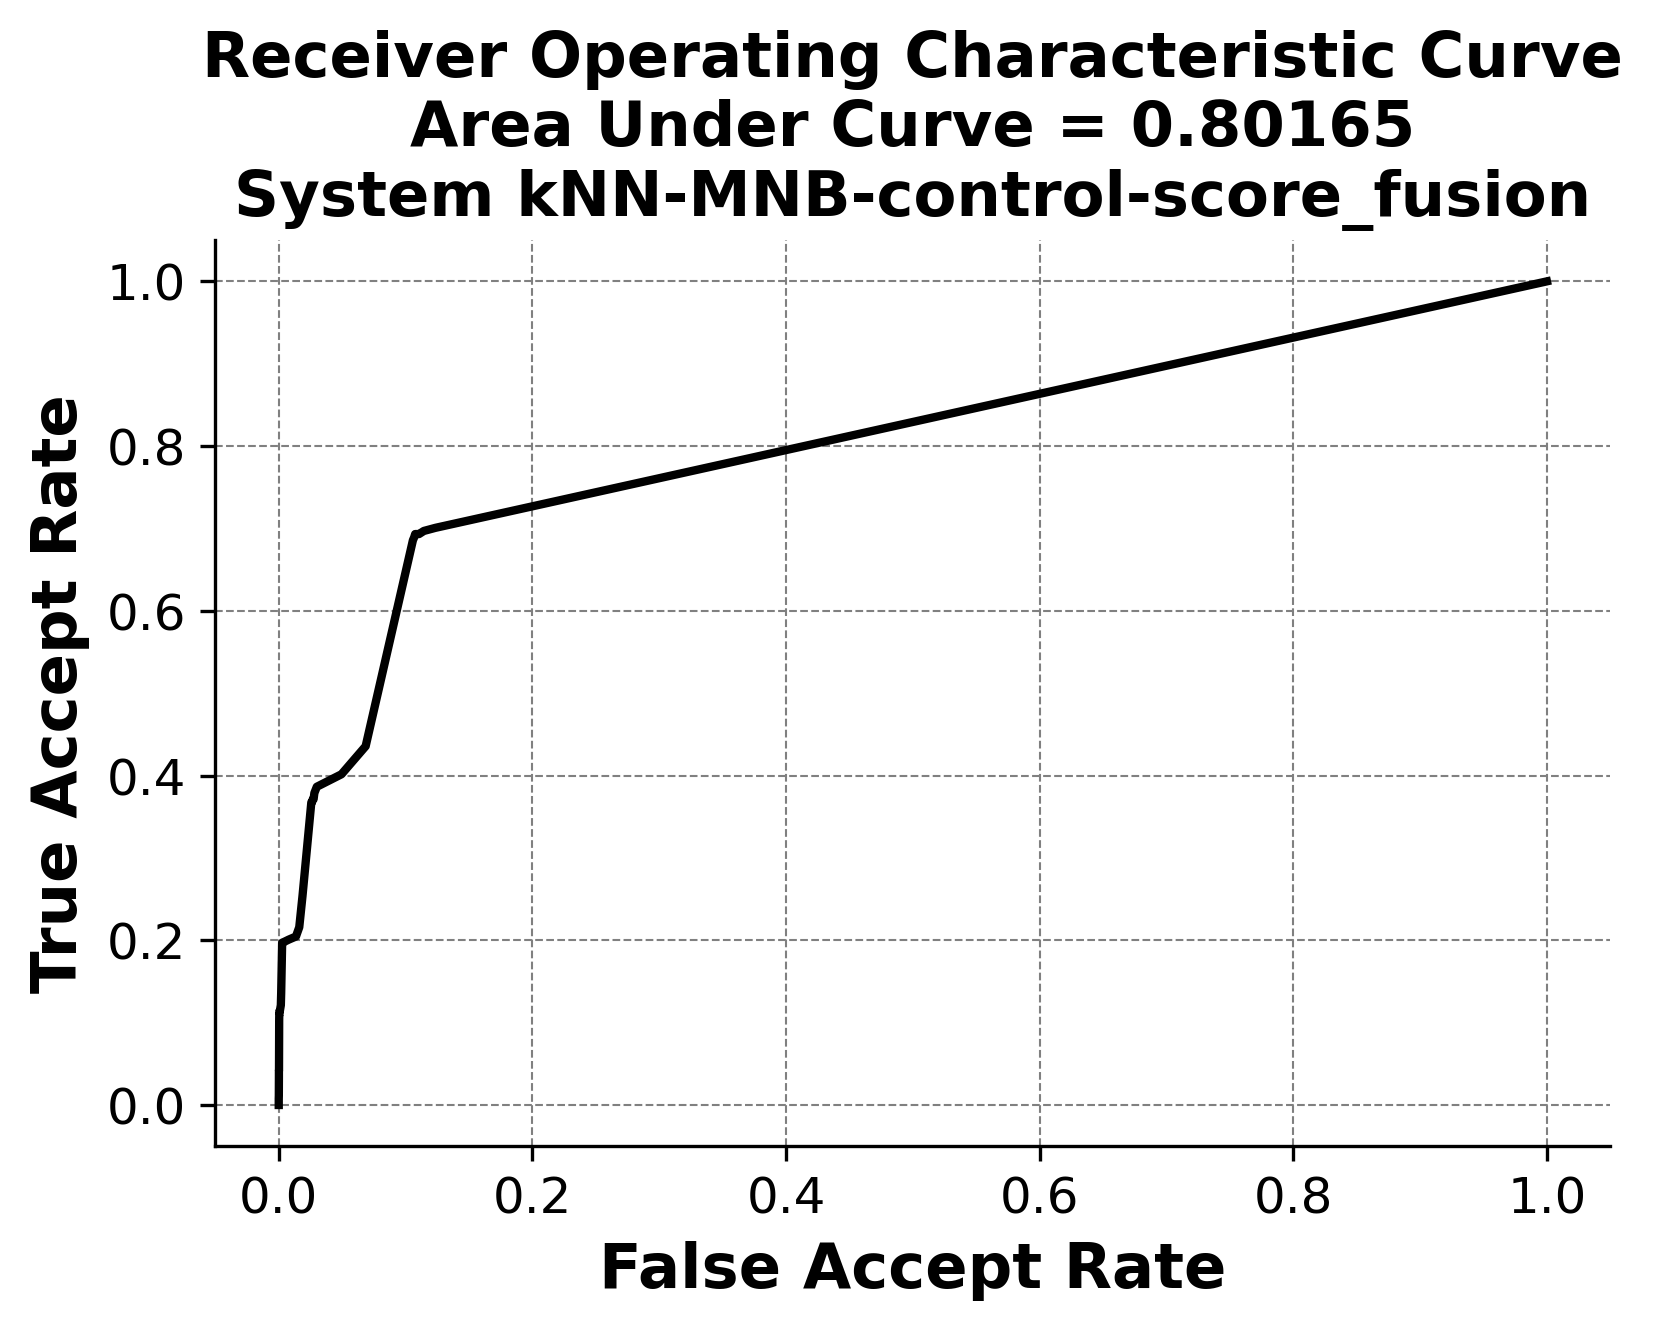 Receiver Operating Characteristic Curve
Area Under Curve = 0.80165
System kNN-MNB-control-score_fusion
True Accept Rate
1.0
0.8
0.6
0.4
0.2
0.0
0.0 0.2 0.4 0.6 0.8 1.0
False Accept Rate